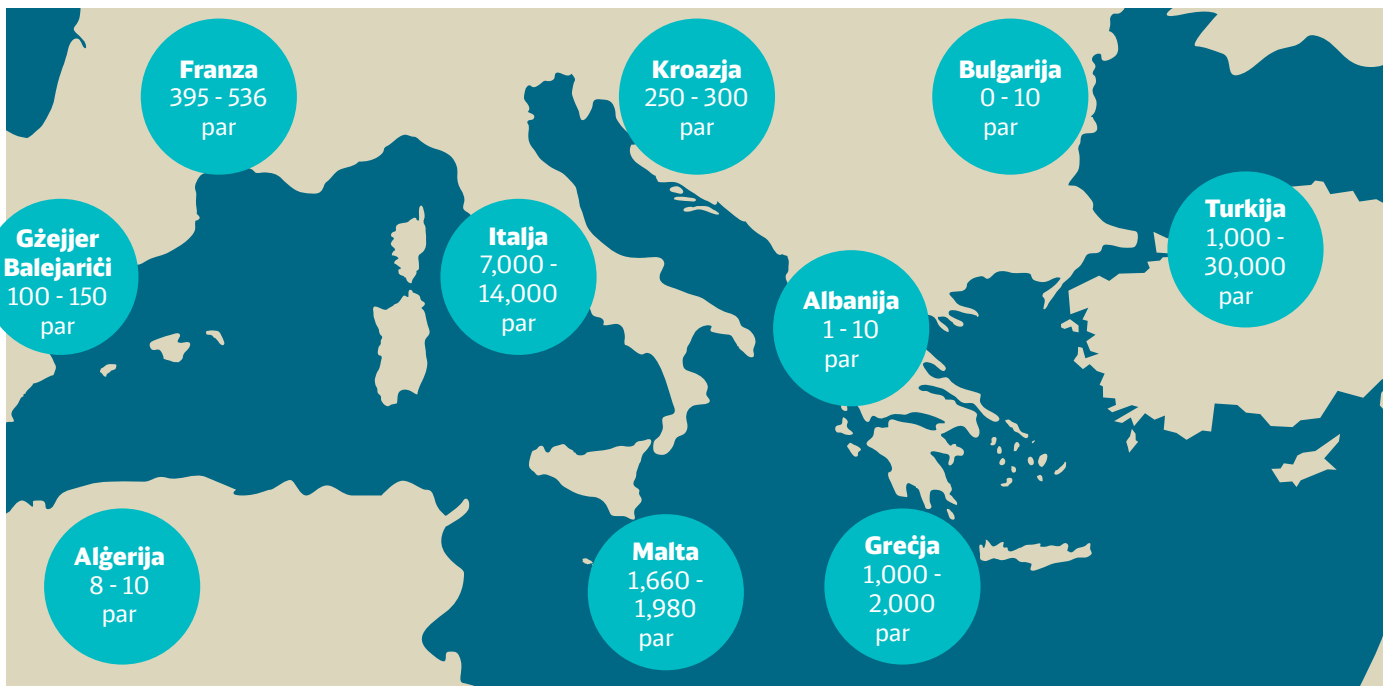 Franza
395 - 536
par
Kroazja
250 - 300
par
Bulgarija
0 - 10
par
Gżejjer
Balejariċi
100 - 150
par
Italja
7,000 -
14,000
par
Albanija
1 - 10
par
Turkija
1,000 -
30,000
par
Alġerija
8 - 10
par
Malta
1,660 -
1,980
par
Greċja
1,000 -
2,000
par